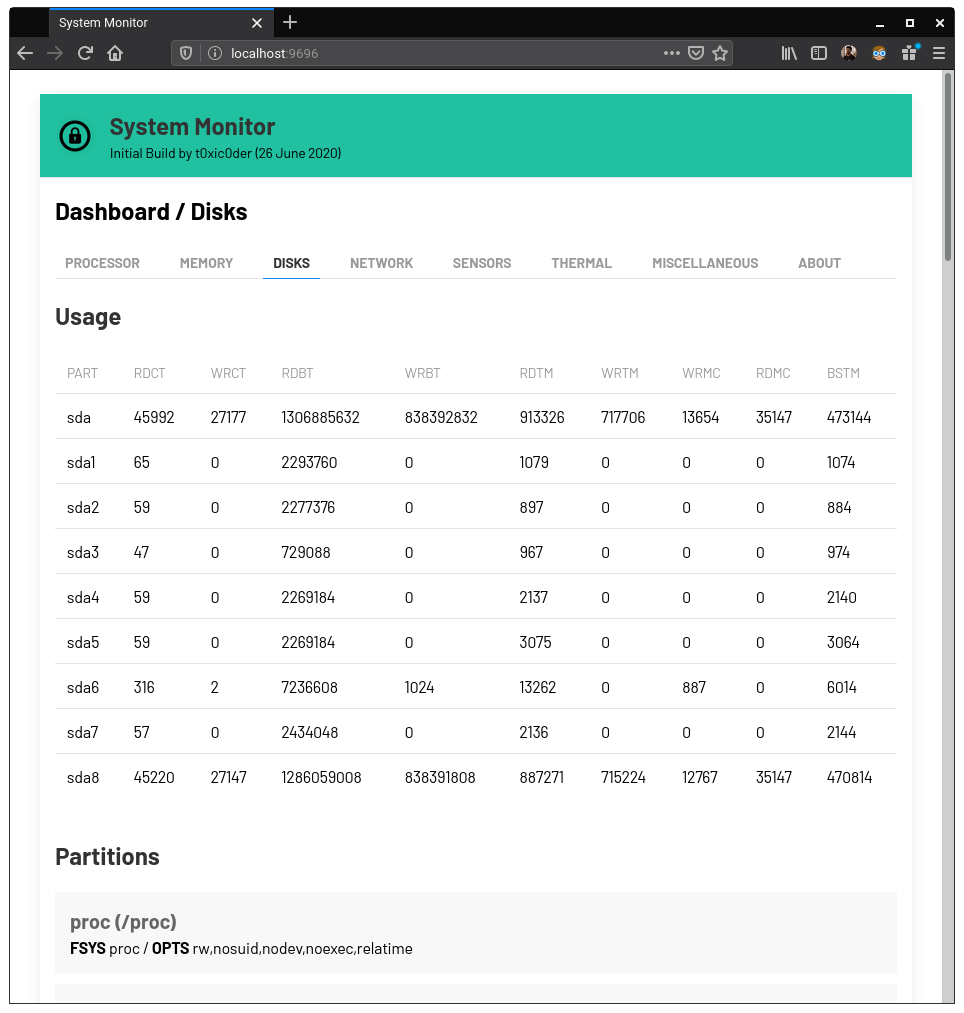 System Monitor
localhost:9696
System Monitor
Initial Build by t0xic0der (26 June 2020)
Dashboard / Disks
PROCESSOR MEMORY DISKS NETWORK SENSORS THERMAL MISCELLANEOUS ABOUT
Usage
PART RDCT WRCT RDBT WRBT RDTM WRTM WRMC RDMC BSTM
sda 45992 27177 1306885632 838392832 913326 717706 13654 35147 473144
sda1 65 0 2293760 0 1079 0 0 0 1074
sda2 59 0 2277376 0 897 0 0 0 884
sda3 47 0 729088 0 967 0 0 0 974
sda4 59 0 2269184 0 2137 0 0 0 2140
sda5 59 0 2269184 0 3075 0 0 0 3064
sda6 316 2 7236608 1024 13262 0 887 0 6014
sda7 57 0 2434048 0 2136 0 0 0 2144
sda8 45220 27147 1286059008 838391808 887271 715224 12767 35147 470814
Partitions
proc (/proc)
FSYS proc / OPTS rw,nosuid,nodev,noexec,relatime